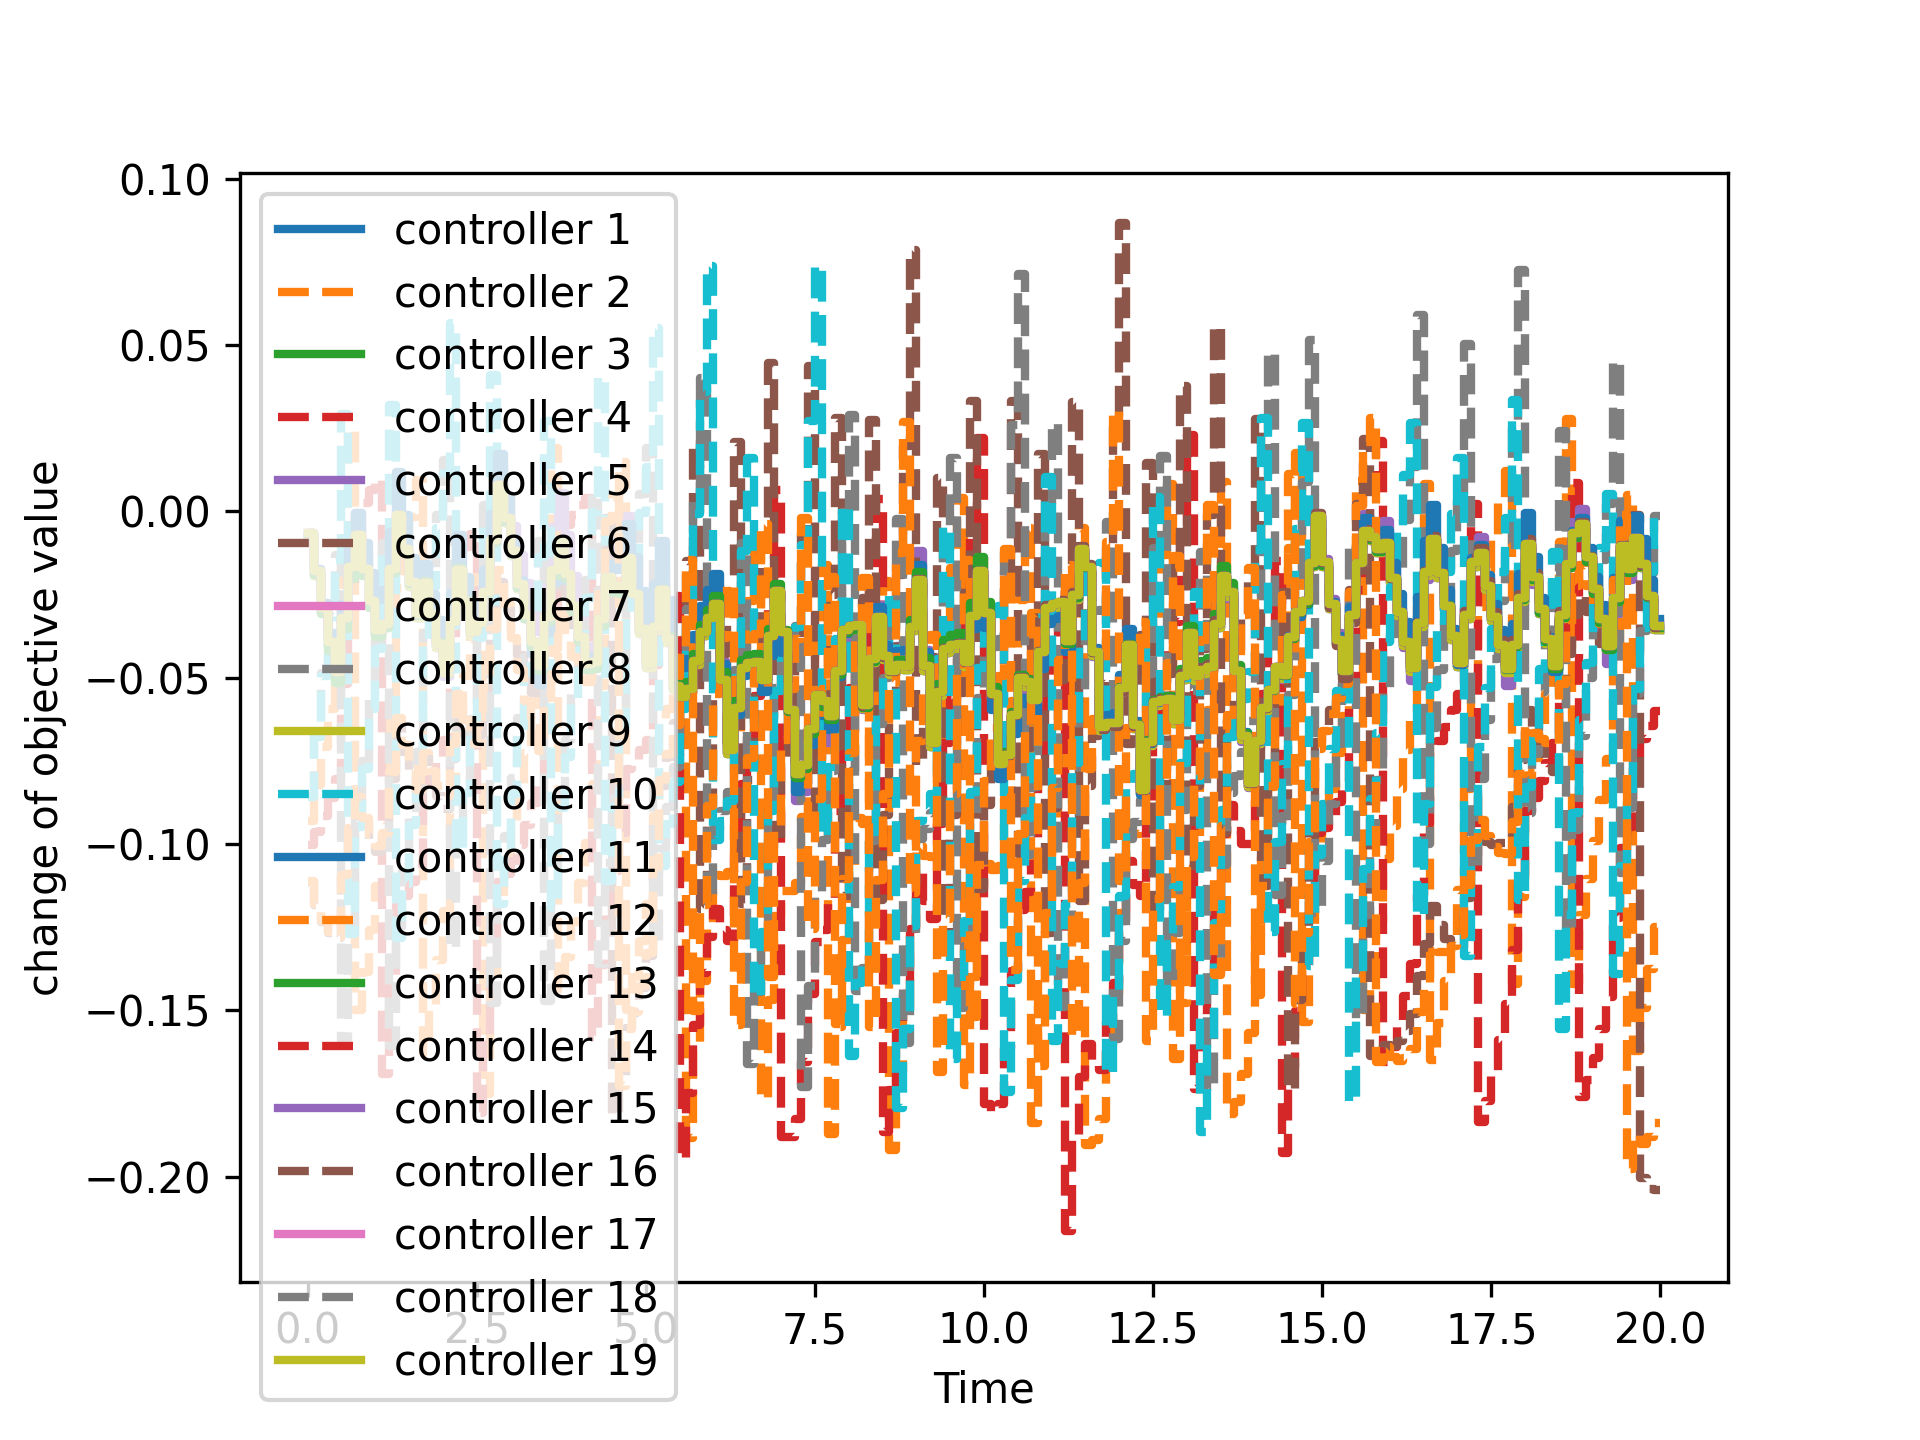 change of objective value
0.10
0.05
0.00
−0.05
−0.10
−0.15
−0.20
controller 1
controller 2
controller 3
controller 4
controller 5
controller 6
controller 7
controller 8
controller 9
controller 10
controller 11
controller 12
controller 13
controller 14
controller 15
controller 16
controller 17
controller 18
controller 19
0.0 2.5 5.0 7.5 10.0 12.5 15.0 17.5 20.0
Time